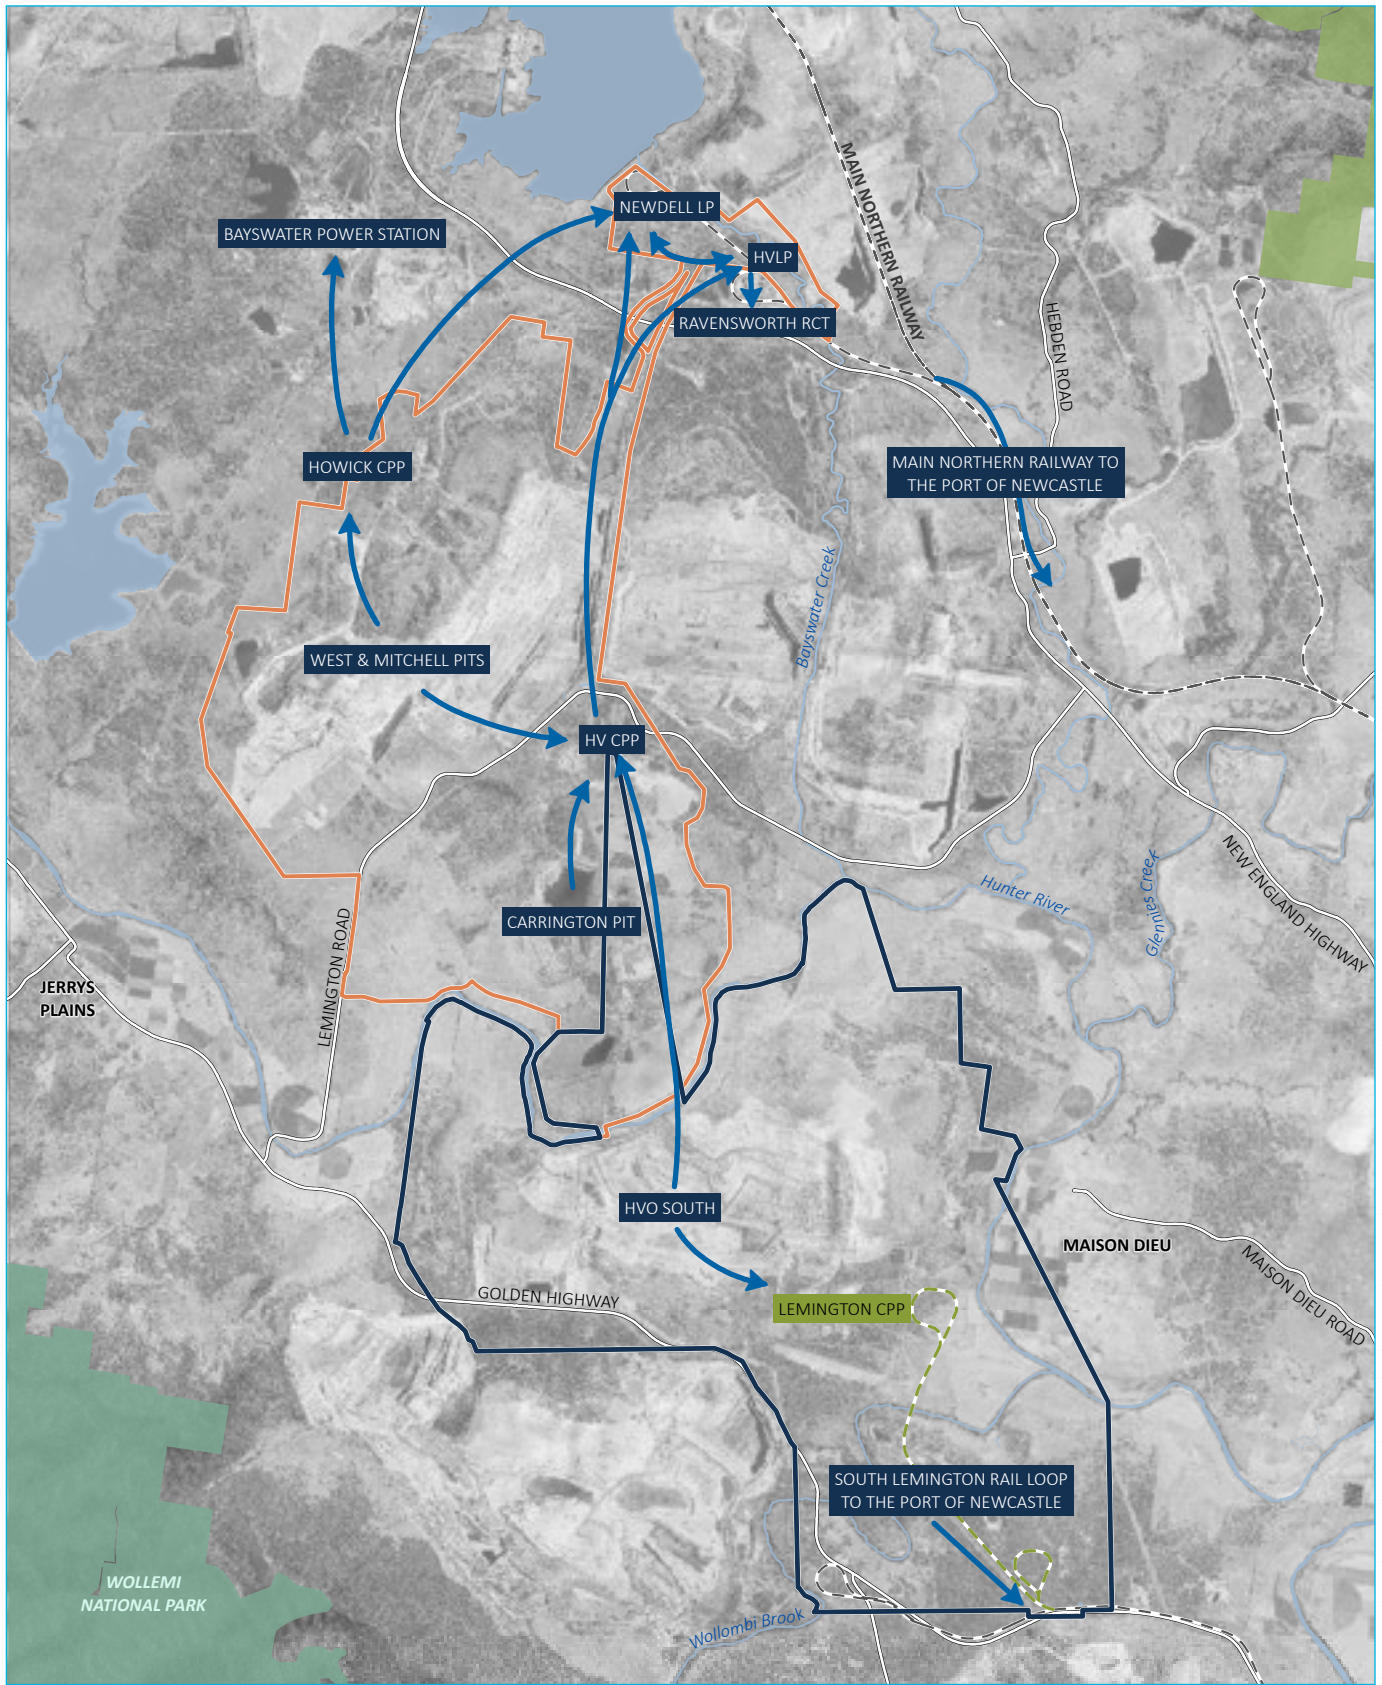 MAIN NORTHERN RAILWAY
NEWDELL LP
BAYSWATER POWER STATION
HVLP
RAVENSWORTH RCT
HEBDEN ROAD
HOWICK CPP
MAIN NORTHERN RAILWAY TO
THE PORT OF NEWCASTLE
Bayswater Creek
WEST & MITCHELL PITS
HV CPP
NEW ENGLAND HIGHWAY
Glennies Creek
Hunter River
CARRINGTON PIT
LEMINGTON ROAD
JERRYS
PLAINS
HVO SOUTH
MAISON DIEU
MAISON DIEU ROAD
GOLDEN HIGHWAY
LEMINGTON CPP
SOUTH LEMINGTON RAIL LOOP
TO THE PORT OF NEWCASTLE
WOLLEMI
NATIONAL PARK
Wollombi Brook